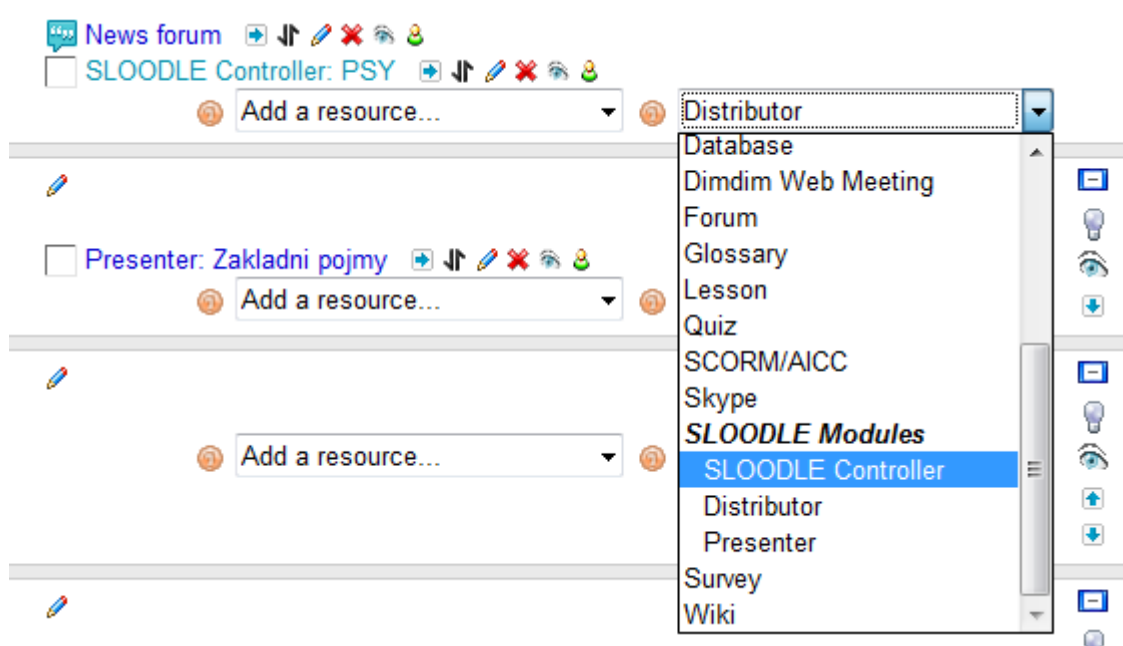 News forum
SLOODLE Controller: PSY
Add a resource...
Distributor
Database
Dimdim Web Meeting
Forum
Presenter: Zakladni pojmy
Glossary
Add a resource...
Lesson
Quiz
SCORM/AICC
Skype
SLOODLE Modules
Add a resource...
SLOODLE Controller
Distributor
Presenter
Survey
Wiki